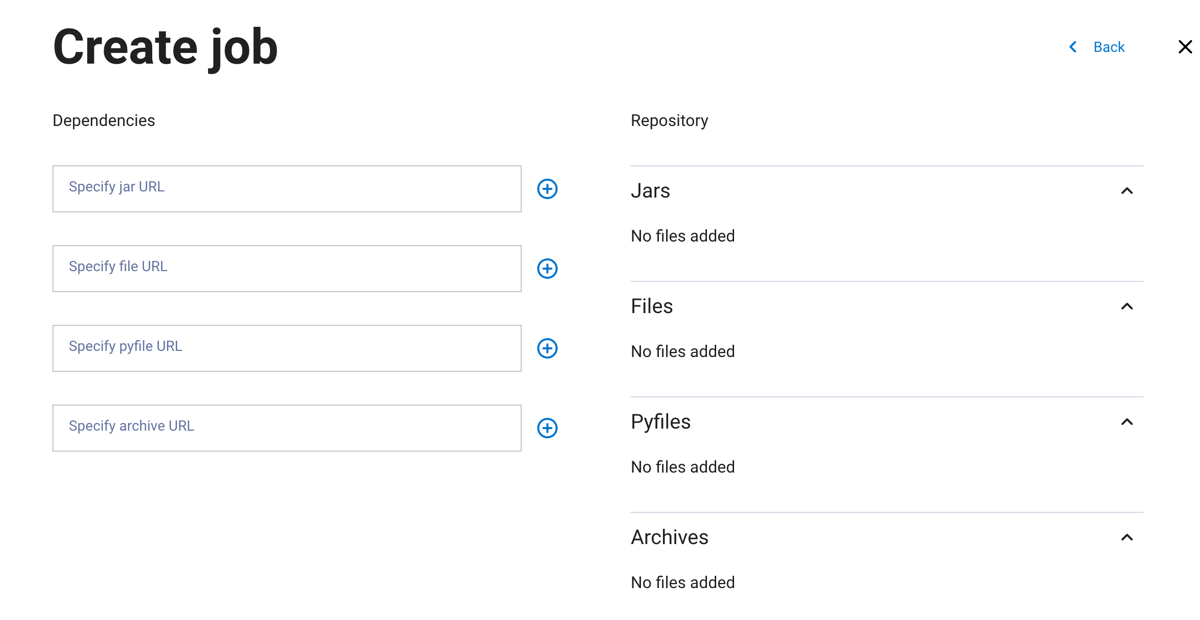 Create job
Back
Dependencies
Specify jar URL
Specify file URL
Specify pyfile URL
Specify archive URL
Repository
Jars
No files added
Files
No files added
Pyfiles
No files added
Archives
No files added